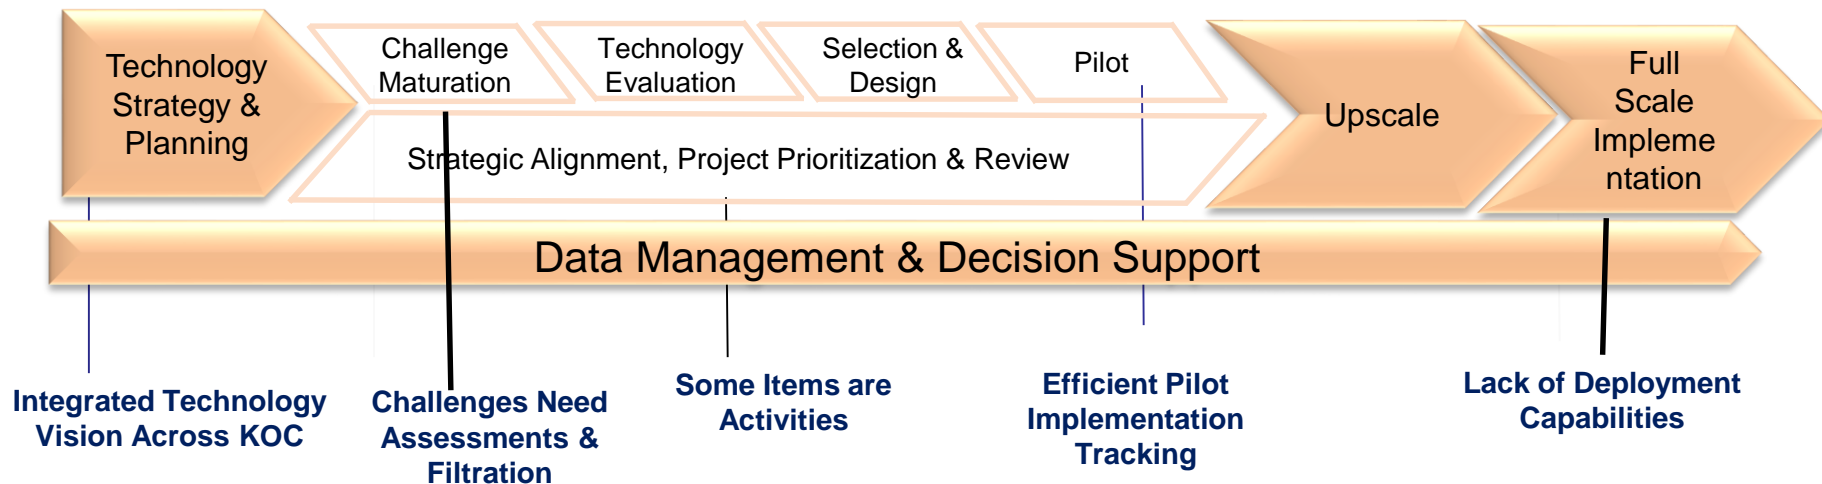 Technology
Strategy &
Planning
Challenge
Maturation
Technology
Evaluation
Selection &
Design
Pilot
Strategic Alignment, Project Prioritization & Review
Upscale
Full
Scale
Impleme
ntation
Data Management & Decision Support
Integrated Technology
Vision Across KOC
Challenges Need
Assessments &
Filtration
Some Items are
Activities
Efficient Pilot
Implementation
Tracking
Lack of Deployment
Capabilities